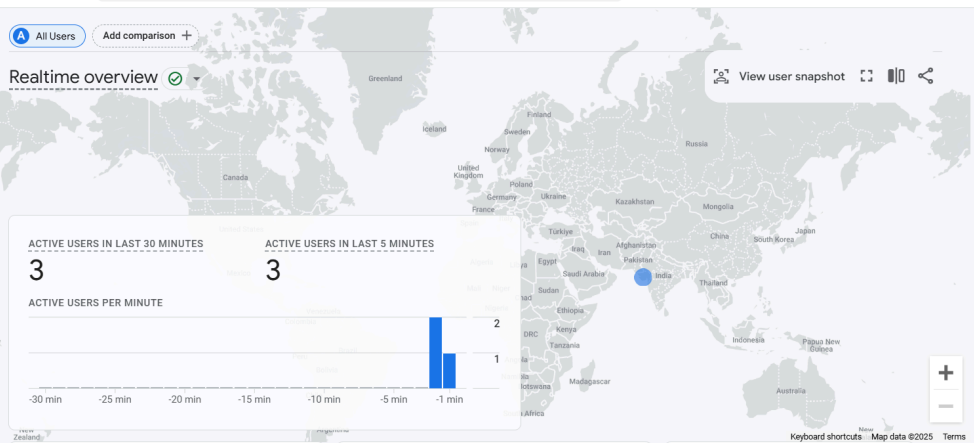 A All Users
Add comparison +
Realtime overview
View user snapshot
Greenland
Iceland
Finland
Sweden
Norway
Russia
United
Kingdom
Canada
Poland
Germany
Ukraine
France
Kazakhstan
Mongolia
Türkiye
China
Japan
South Korea
Iraq
Iran
Afghanistan
Pakistan
Egypt
Saudi Arabia
India
Thailand
Sudan
Ethiopia
DRC
Kenya
Tanzania
Indonesia
Papua New
Guinea
Madagascar
Australia
ACTIVE USERS IN LAST 30 MINUTES
3
ACTIVE USERS IN LAST 5 MINUTES
3
ACTIVE USERS PER MINUTE
2
1
-30 min
-25 min
-20 min
-15 min
-10 min
-5 min
-1 min
New
Zealand
New
Keyboard shortcuts
Map data ©2025
Terms